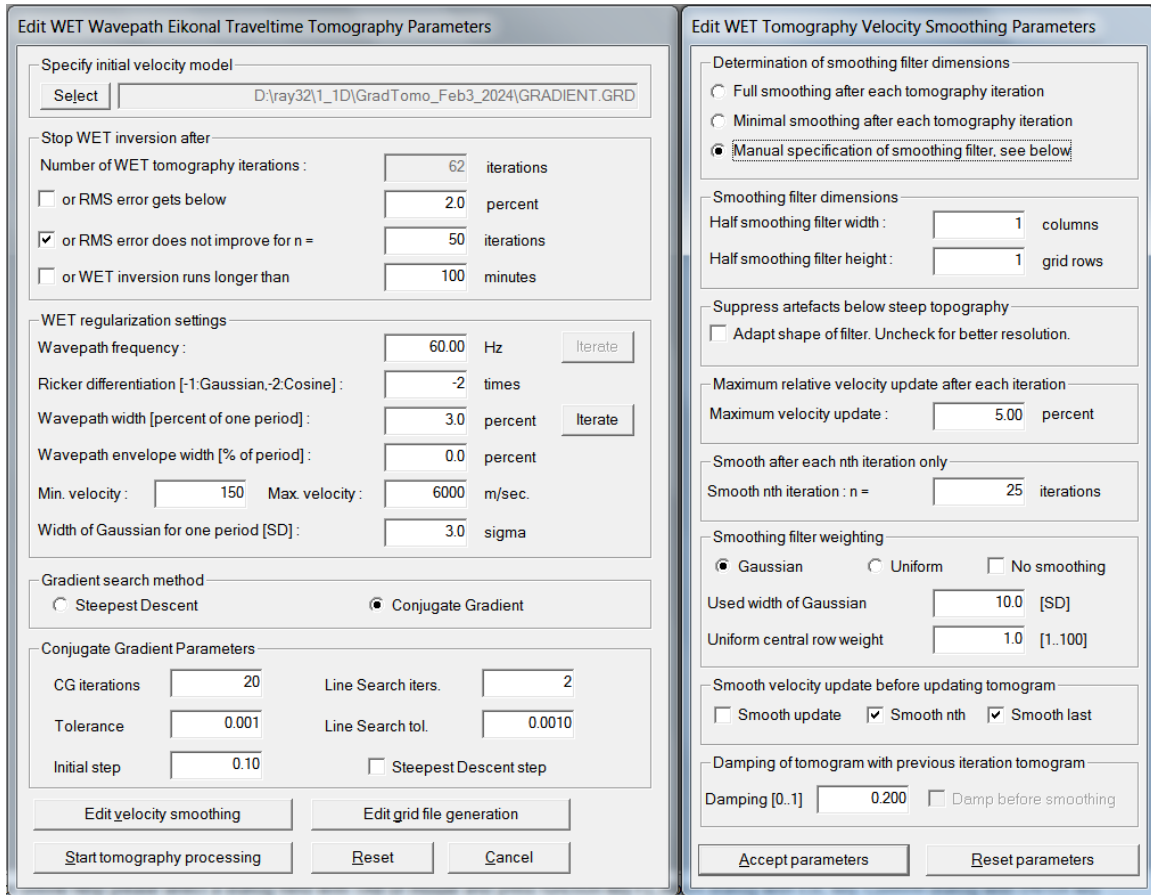 Edit WET Wavepath Eikonal Traveltime Tomography Parameters
Specify initial velocity model
Select D:\ray32\1_1D\GradTomo_Feb3_2024\GRADIENT.GRD
Stop WET inversion after
Number of WET tomography iterations : 62 iterations
or RMS error gets below 2.0 percent
or RMS error does not improve for n = 50 iterations
or WET inversion runs longer than 100 minutes
WET regularization settings
Wavepath frequency : 60.00 Hz Iterate
Ricker differentiation [-1:Gaussian,-2:Cosine] : -2 times
Wavepath width [percent of one period] : 3.0 percent Iterate
Wavepath envelope width [% of period] : 0.0 percent
Min. velocity : 150 Max. velocity : 6000 m/sec.
Width of Gaussian for one period [SD] : 3.0 sigma
Gradient search method
Steepest Descent Conjugate Gradient
Conjugate Gradient Parameters
CG iterations 20 Line Search iters. 2
Tolerance 0.001 Line Search tol. 0.0010
Initial step 0.10 Steepest Descent step
Edit velocity smoothing Edit grid file generation
Start tomography processing Reset Cancel
Edit WET Tomography Velocity Smoothing Parameters
Determination of smoothing filter dimensions
Full smoothing after each tomography iteration
Minimal smoothing after each tomography iteration
Manual specification of smoothing filter, see below
Smoothing filter dimensions
Half smoothing filter width : 1 columns
Half smoothing filter height : 1 grid rows
Suppress artefacts below steep topography
Adapt shape of filter. Uncheck for better resolution.
Maximum relative velocity update after each iteration
Maximum velocity update : 5.00 percent
Smooth after each nth iteration only
Smooth nth iteration : n = 25 iterations
Smoothing filter weighting
Gaussian Uniform No smoothing
Used width of Gaussian 10.0 [SD]
Uniform central row weight 1.0 [1..100]
Smooth velocity update before updating tomogram
Smooth update Smooth nth Smooth last
Damping of tomogram with previous iteration tomogram
Damping [0..1] 0.200 Damp before smoothing
Accept parameters Reset parameters